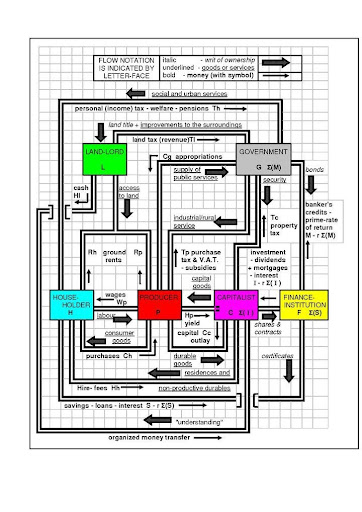 FLOW NOTATION
IS INDICATED BY
LETTER-FACE
italic - writ of ownership
underlined - goods or services
bold - money (with symbol)
social and urban services
personal (income) tax - welfare - pensions Th
land title + improvements to the surroundings
land tax (revenue)Tl
LAND-LORD
L
Cg appropriations
supply of
public services
GOVERNMENT
G Σ(M)
security
bonds
cash
Hl
access
to land
industrial/rural
service
Tc
property
tax
banker's
credits -
prime-rate
of return
M - r Σ(M)
Rh ground Rp
rents
Tp purchase
tax & V.A.T.
- subsidies
investment
- dividends
+ mortgages
- interest
I - r Σ( I )
capital
goods
HOUSE-
HOLDER
H
wages
Wp
labour
PRODUCER
P
CAPITALIST
C Σ( I )
FINANCE-
INSTITUTION
F Σ(S)
Hp
yield
capital Cc
outlay
shares &
contracts
consumer
goods
purchases Ch
durable
goods
certificates
residences and
Hire- fees Hh
non-productive durables
savings - loans - interest S - r Σ(S)
"understanding"
organized money transfer